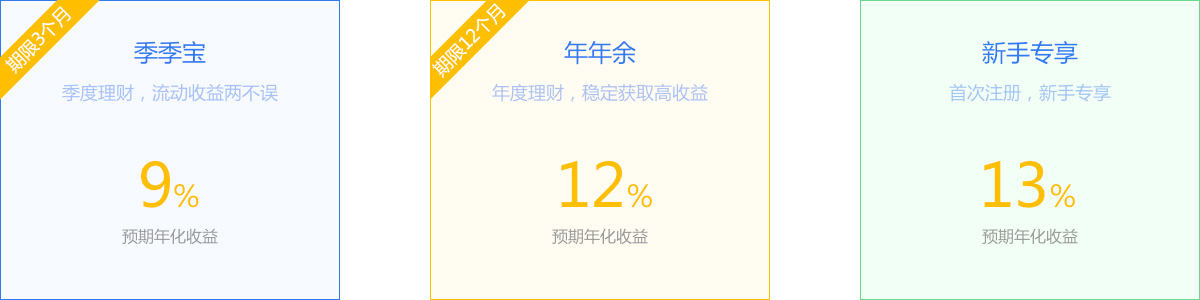 期限3个月
季季宝
季度理财，流动收益两不误
9%
预期年化收益
期限12个月
年年余
年度理财，稳定获取高收益
12%
预期年化收益
新手专享
首次注册，新手专享
13%
预期年化收益